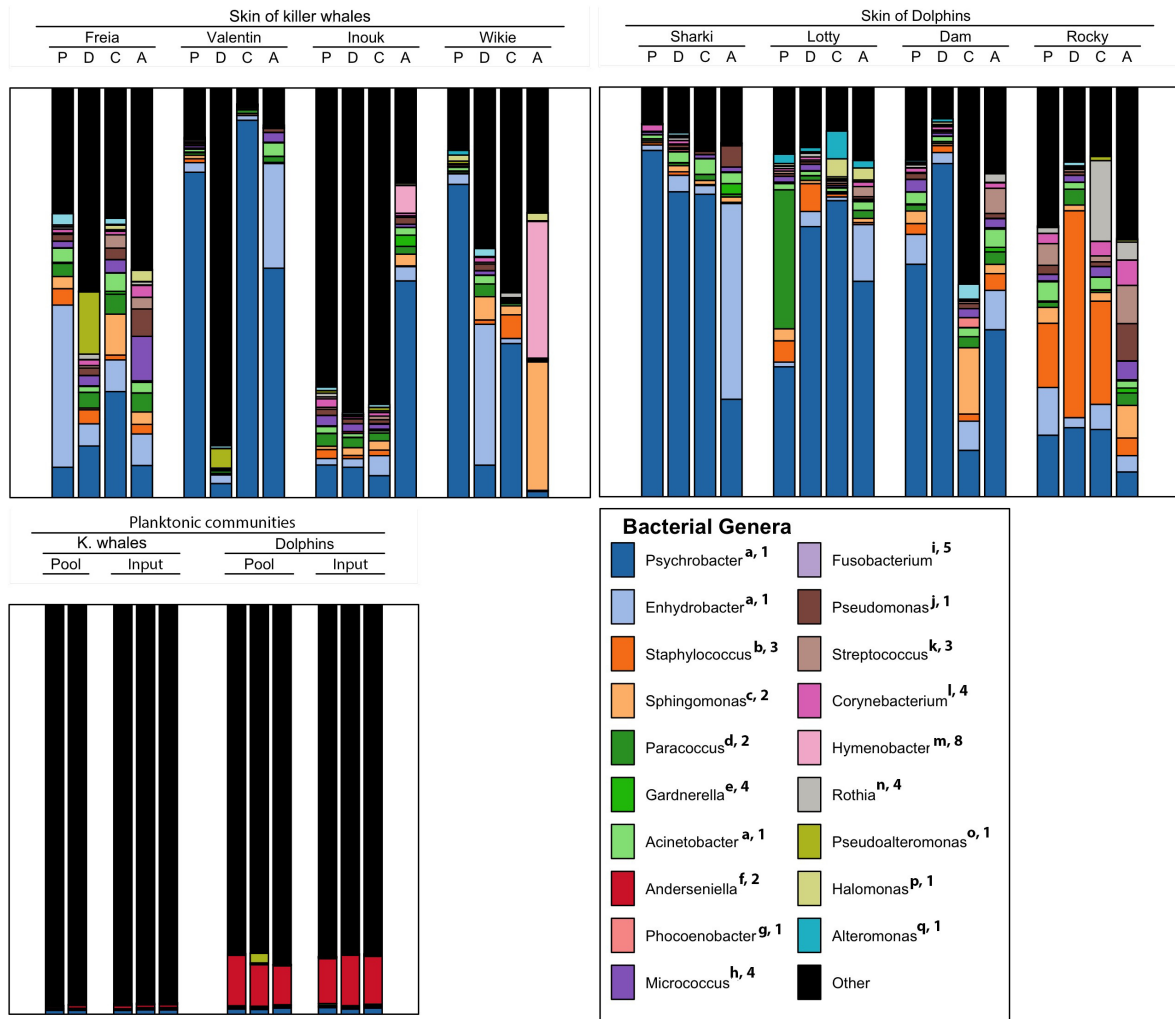 Skin of killer whales
Freia Valentin Inouk Wikie
P D C A P D C A P D C A P D C A
Skin of Dolphins
Sharki Lotty Dam Rocky
P D C A P D C A P D C A P D C A
Planktonic communities
K. whales Dolphins
Pool Input Pool Input
Bacterial Genera
Psychrobacter a, 1
Enhydrobacter a, 1
Staphylococcus b, 3
Sphingomonas c, 2
Paracoccus d, 2
Gardnerella e, 4
Acinetobacter a, 1
Anderseniella f, 2
Phocoenobacter g, 1
Micrococcus h, 4
Fusobacterium i, 5
Pseudomonas j, 1
Streptococcus k, 3
Corynebacterium l, 4
Hymenobacter m, 8
Rothia n, 4
Pseudoalteromonas o, 1
Halomonas p, 1
Alteromonas q, 1
Other